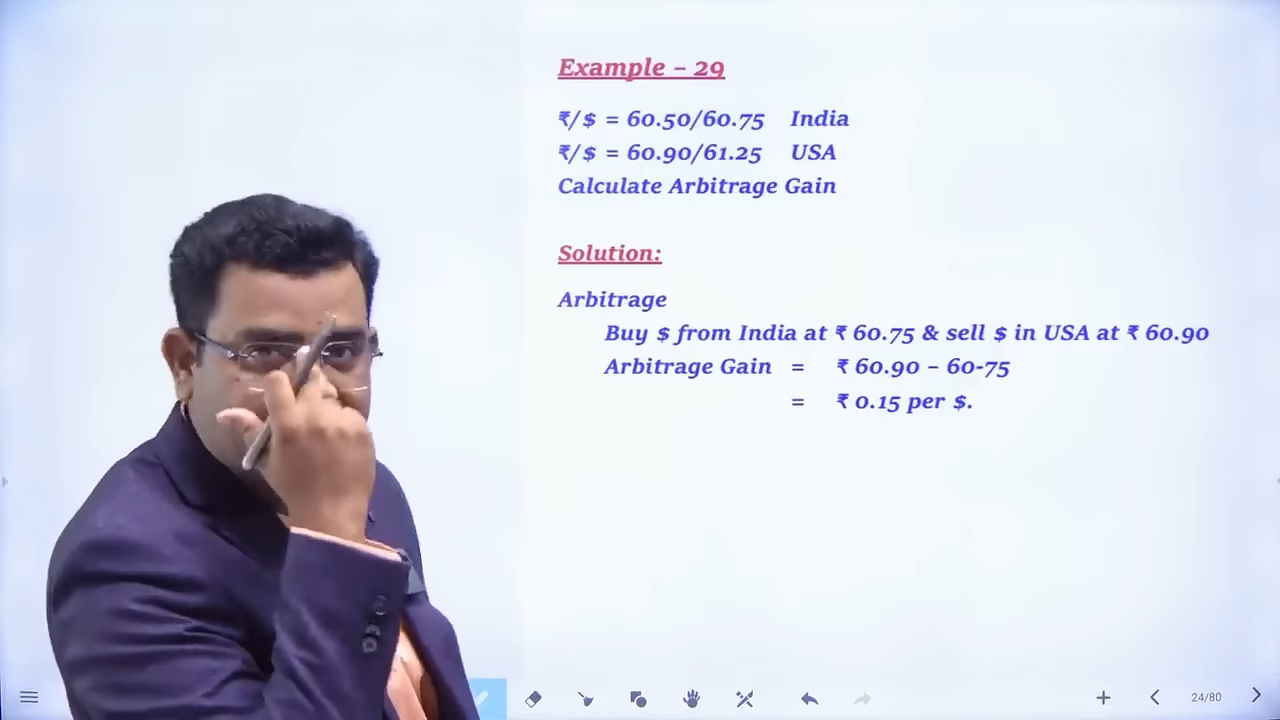 Example – 29
₹/$ = 60.50/60.75 India
₹/$ = 60.90/61.25 USA
Calculate Arbitrage Gain
Solution:
Arbitrage
Buy $ from India at ₹ 60.75 & sell $ in USA at ₹ 60.90
Arbitrage Gain = ₹ 60.90 – 60-75
= ₹ 0.15 per $.
24/80